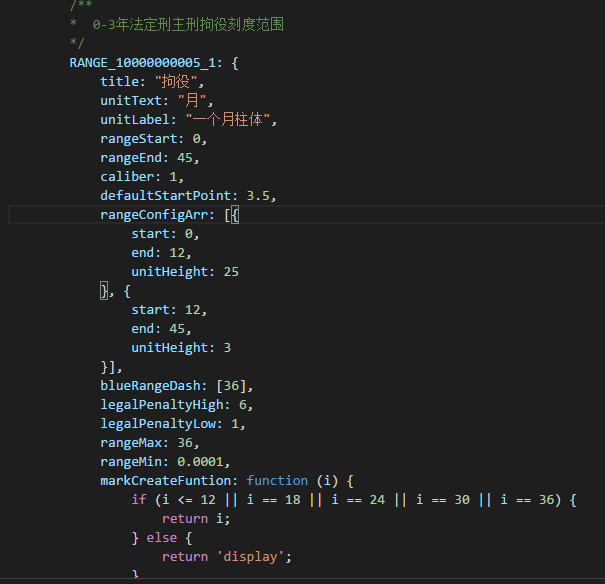 /**
*  0-3年法定刑主刑拘役刻度范围
*/
RANGE_10000000005_1: {
title: "拘役",
unitText: "月",
unitLabel: "一个月柱体",
rangeStart: 0,
rangeEnd: 45,
caliber: 1,
defaultStartPoint: 3.5,
rangeConfigArr: [{
start: 0,
end: 12,
unitHeight: 25
}, {
start: 12,
end: 45,
unitHeight: 3
}],
blueRangeDash: [36],
legalPenaltyHigh: 6,
legalPenaltyLow: 1,
rangeMax: 36,
rangeMin: 0.0001,
markCreateFuntion: function (i) {
if (i <= 12 || i == 18 || i == 24 || i == 30 || i == 36) {
return i;
} else {
return 'display';
}